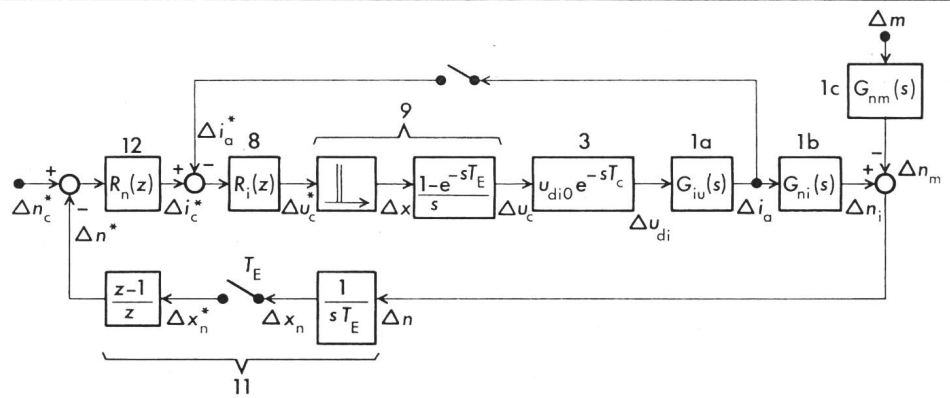 Δm
1c
G_nm(s)
9
Δi_a*
12
8
3
1a
1b
+
R_n(z)
+
−
R_i(z)
1−e^−sT_E
s
u_di0 e^−sT_c
G_iu(s)
G_ni(s)
+
−
Δn_m
Δn_c*
−
Δi_c*
Δu_c*
Δx
Δu_c
Δu_di
Δi_a
Δn_i
Δn*
T_E
z−1
z
Δx_n*
Δx_n
1
sT_E
Δn
11